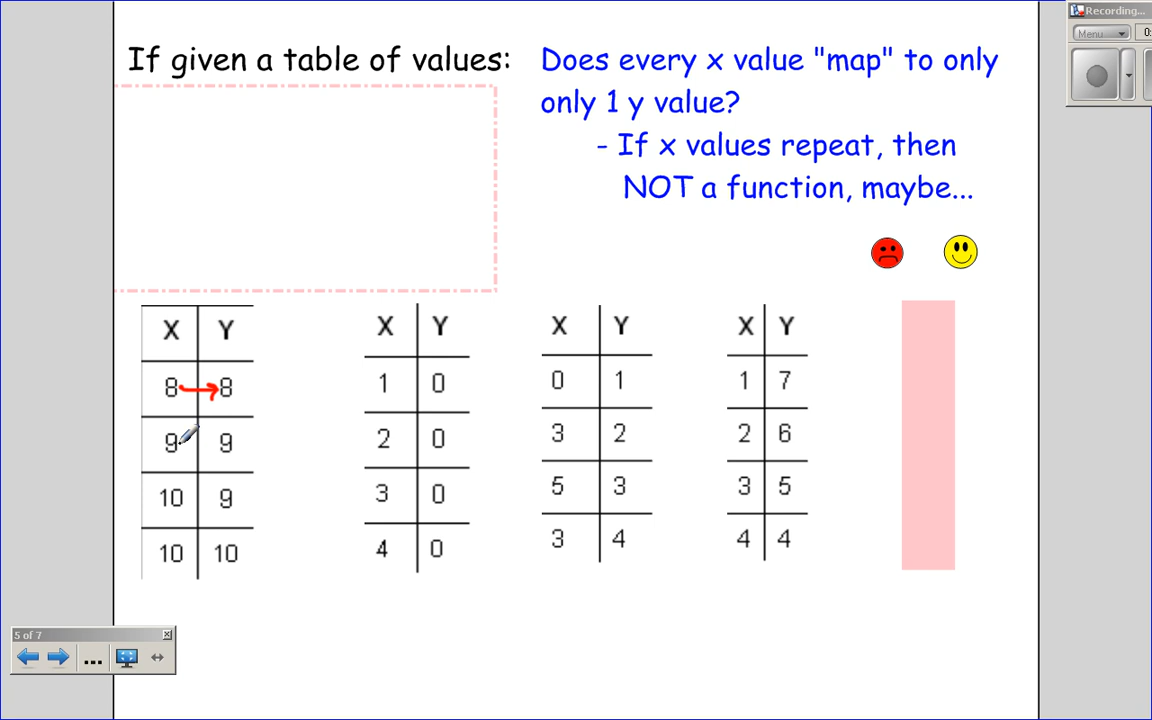 If given a table of values:
Does every x value "map" to only
only 1 y value?
- If x values repeat, then
NOT a function, maybe...
X Y
8 8
9 9
10 9
10 10
X Y
1 0
2 0
3 0
4 0
X Y
0 1
3 2
5 3
3 4
X Y
1 7
2 6
3 5
4 4
Recording...
Menu
0:
5 of 7
...